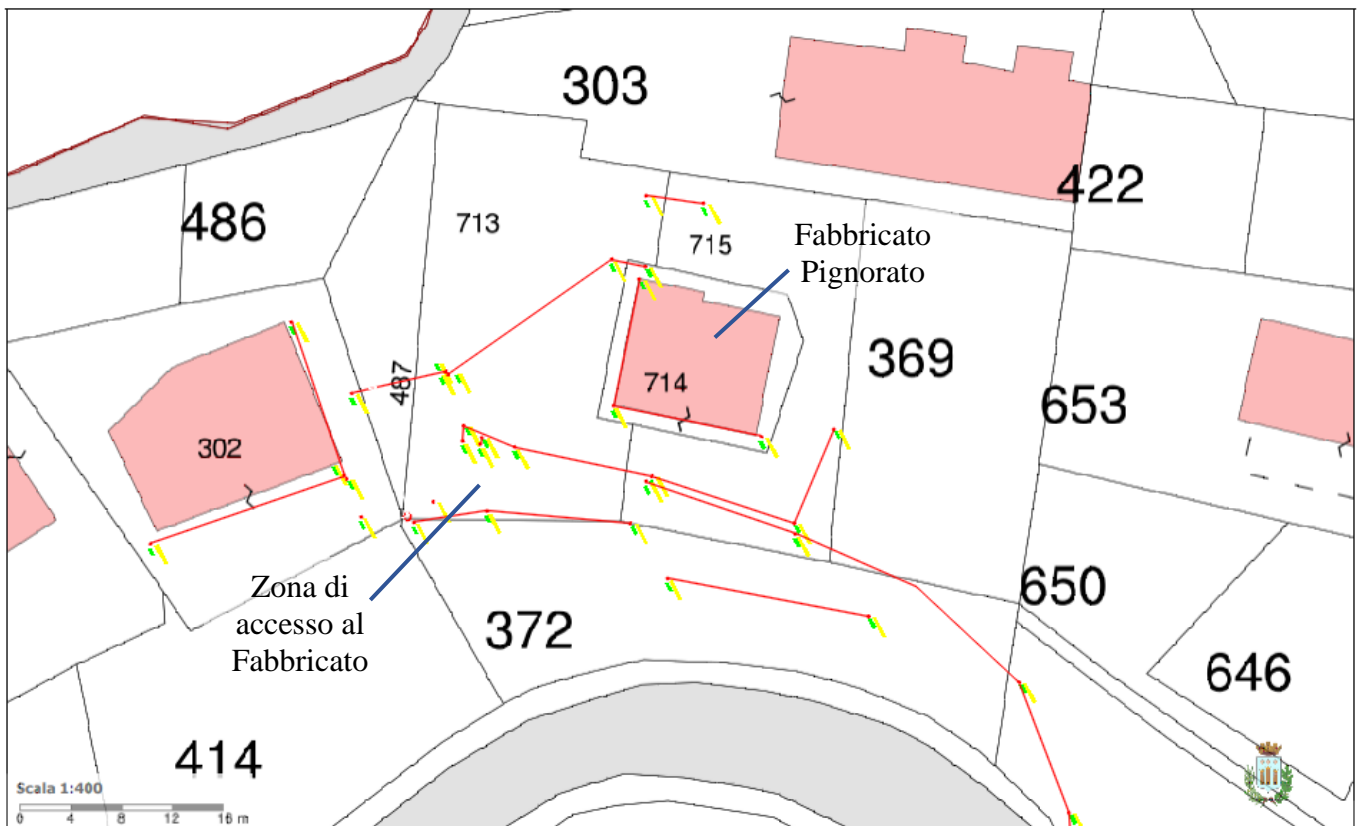 303
422
486
713
715
Fabbricato
Pignorato
369
487
714
653
302
650
Zona di
accesso al
Fabbricato
372
646
414
Scala 1:400
0 4 8 12 16 m